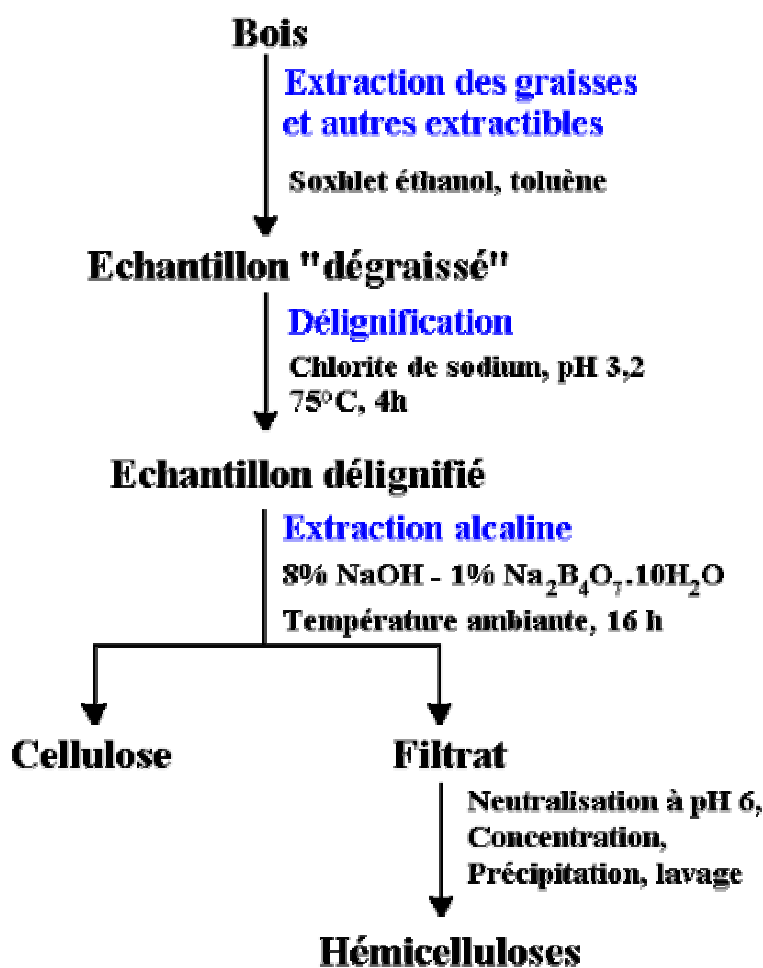 Bois
Extraction des graisses
et autres extractibles
Soxhlet éthanol, toluène
Echantillon "dégraissé"
Délignification
Chlorite de sodium, pH 3,2
75°C, 4h
Echantillon délignifié
Extraction alcaline
8% NaOH - 1% Na₂B₄O₇.10H₂O
Température ambiante, 16 h
Cellulose
Filtrat
Neutralisation à pH 6,
Concentration,
Précipitation, lavage
Hémicelluloses